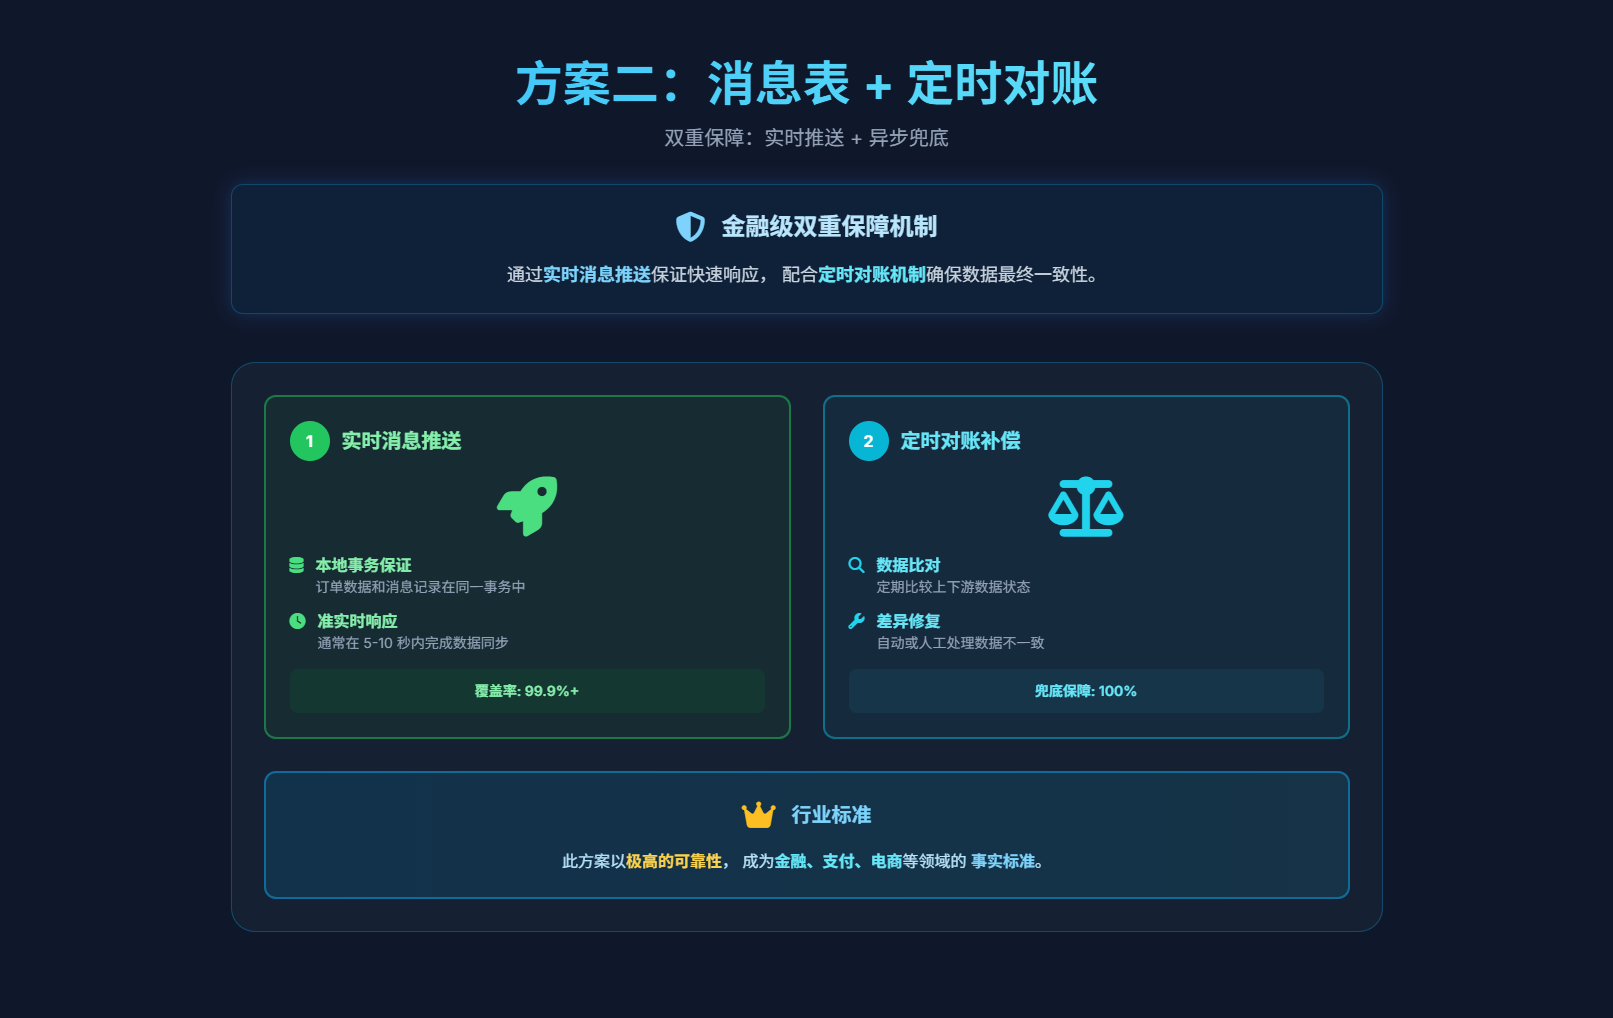 方案二：消息表 + 定时对账
双重保障：实时推送 + 异步兜底
金融级双重保障机制
通过实时消息推送保证快速响应， 配合定时对账机制确保数据最终一致性。
1
实时消息推送
本地事务保证
订单数据和消息记录在同一事务中
准实时响应
通常在 5-10 秒内完成数据同步
覆盖率: 99.9%+
2
定时对账补偿
数据比对
定期比较上下游数据状态
差异修复
自动或人工处理数据不一致
兜底保障: 100%
行业标准
此方案以极高的可靠性， 成为金融、支付、电商等领域的 事实标准。